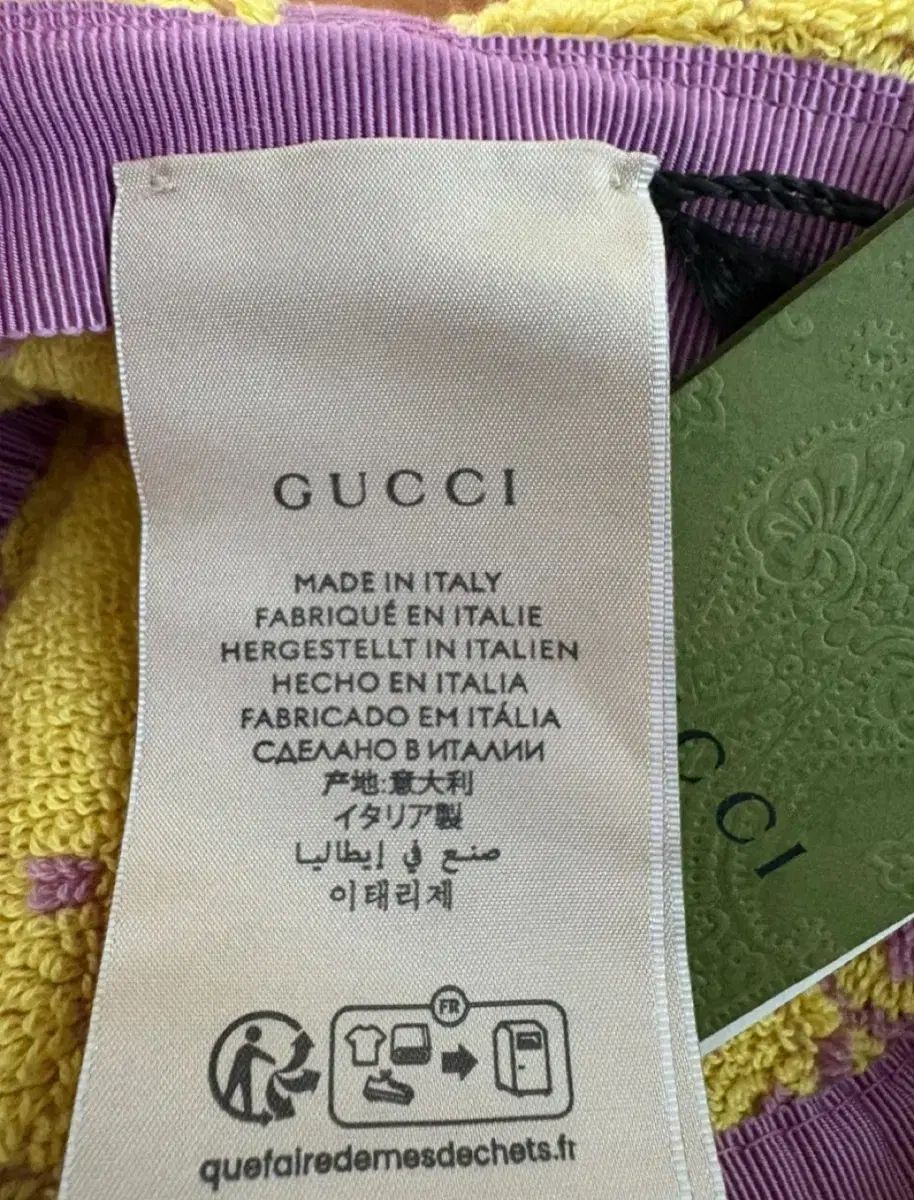 GUCCI
MADE IN ITALY
FABRIQUÉ EN ITALIE
HERGESTELLT IN ITALIEN
HECHO EN ITALIA
FABRICADO EM ITÁLIA
СДЕЛАНО В ИТАЛИИ
产地:意大利
イタリア製
صنع في إيطاليا
이태리제
FR
quefairedemesdechets.fr
CCI